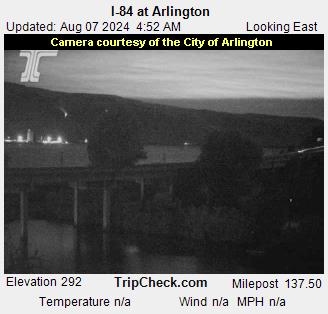 I-84 at Arlington
Updated: Aug 07 2024 4:52 AM Looking East
Camera courtesy of the City of Arlington
Elevation 292 TripCheck.com Milepost 137.50
Temperature n/a Wind n/a MPH n/a